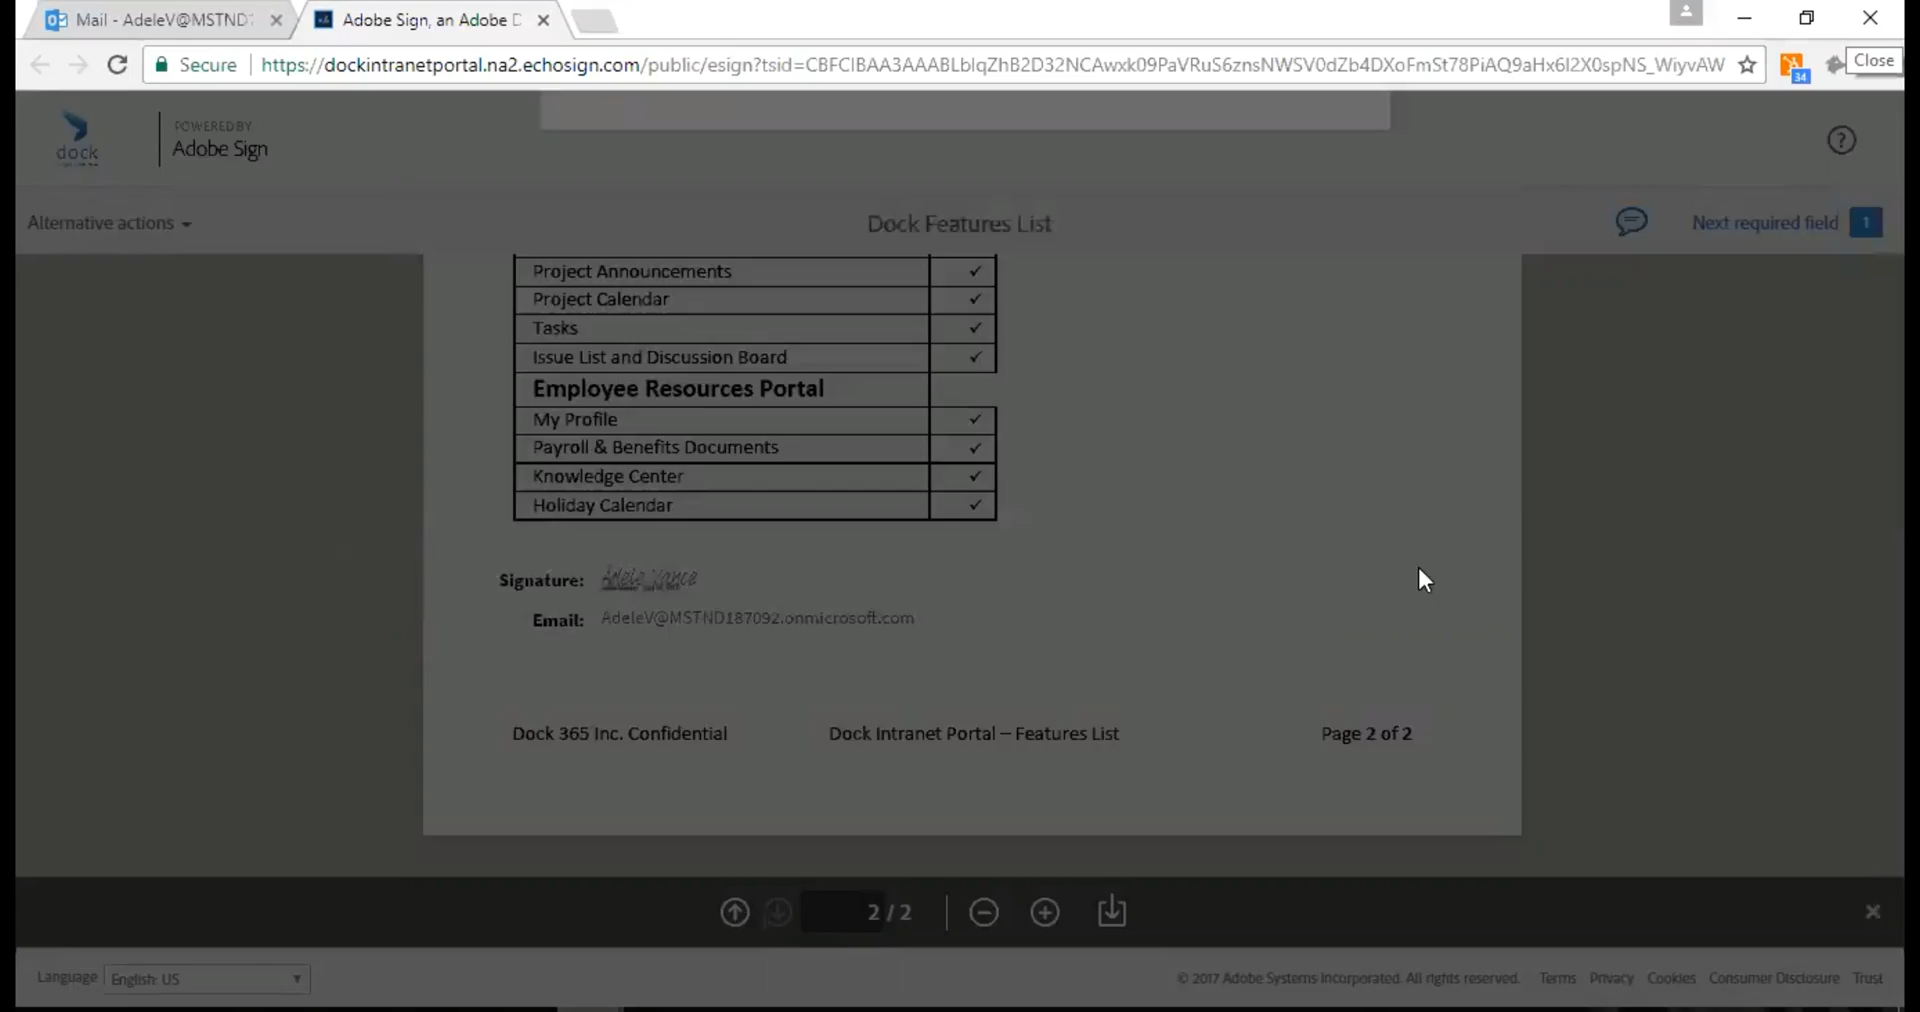 Mail - AdeleV@MSTND
Adobe Sign, an Adobe D
Secure
https://dockintranetportal.na2.echosign.com/public/esign?tsid=
34
Close
dock
POWERED BY
Adobe Sign
?
Alternative actions
Dock Features List
Next required field 1
Project Announcements ✓
Project Calendar ✓
Tasks ✓
Issue List and Discussion Board ✓
Employee Resources Portal
My Profile ✓
Payroll & Benefits Documents ✓
Knowledge Center ✓
Holiday Calendar ✓
Signature: Adele Vance
Email: AdeleV@MSTND187092.onmicrosoft.com
Dock 365 Inc. Confidential Dock Intranet Portal – Features List Page 2 of 2
2 / 2
Language English: US
© 2017 Adobe Systems Incorporated. All rights reserved. Terms Privacy Cookies Consumer Disclosure Trust